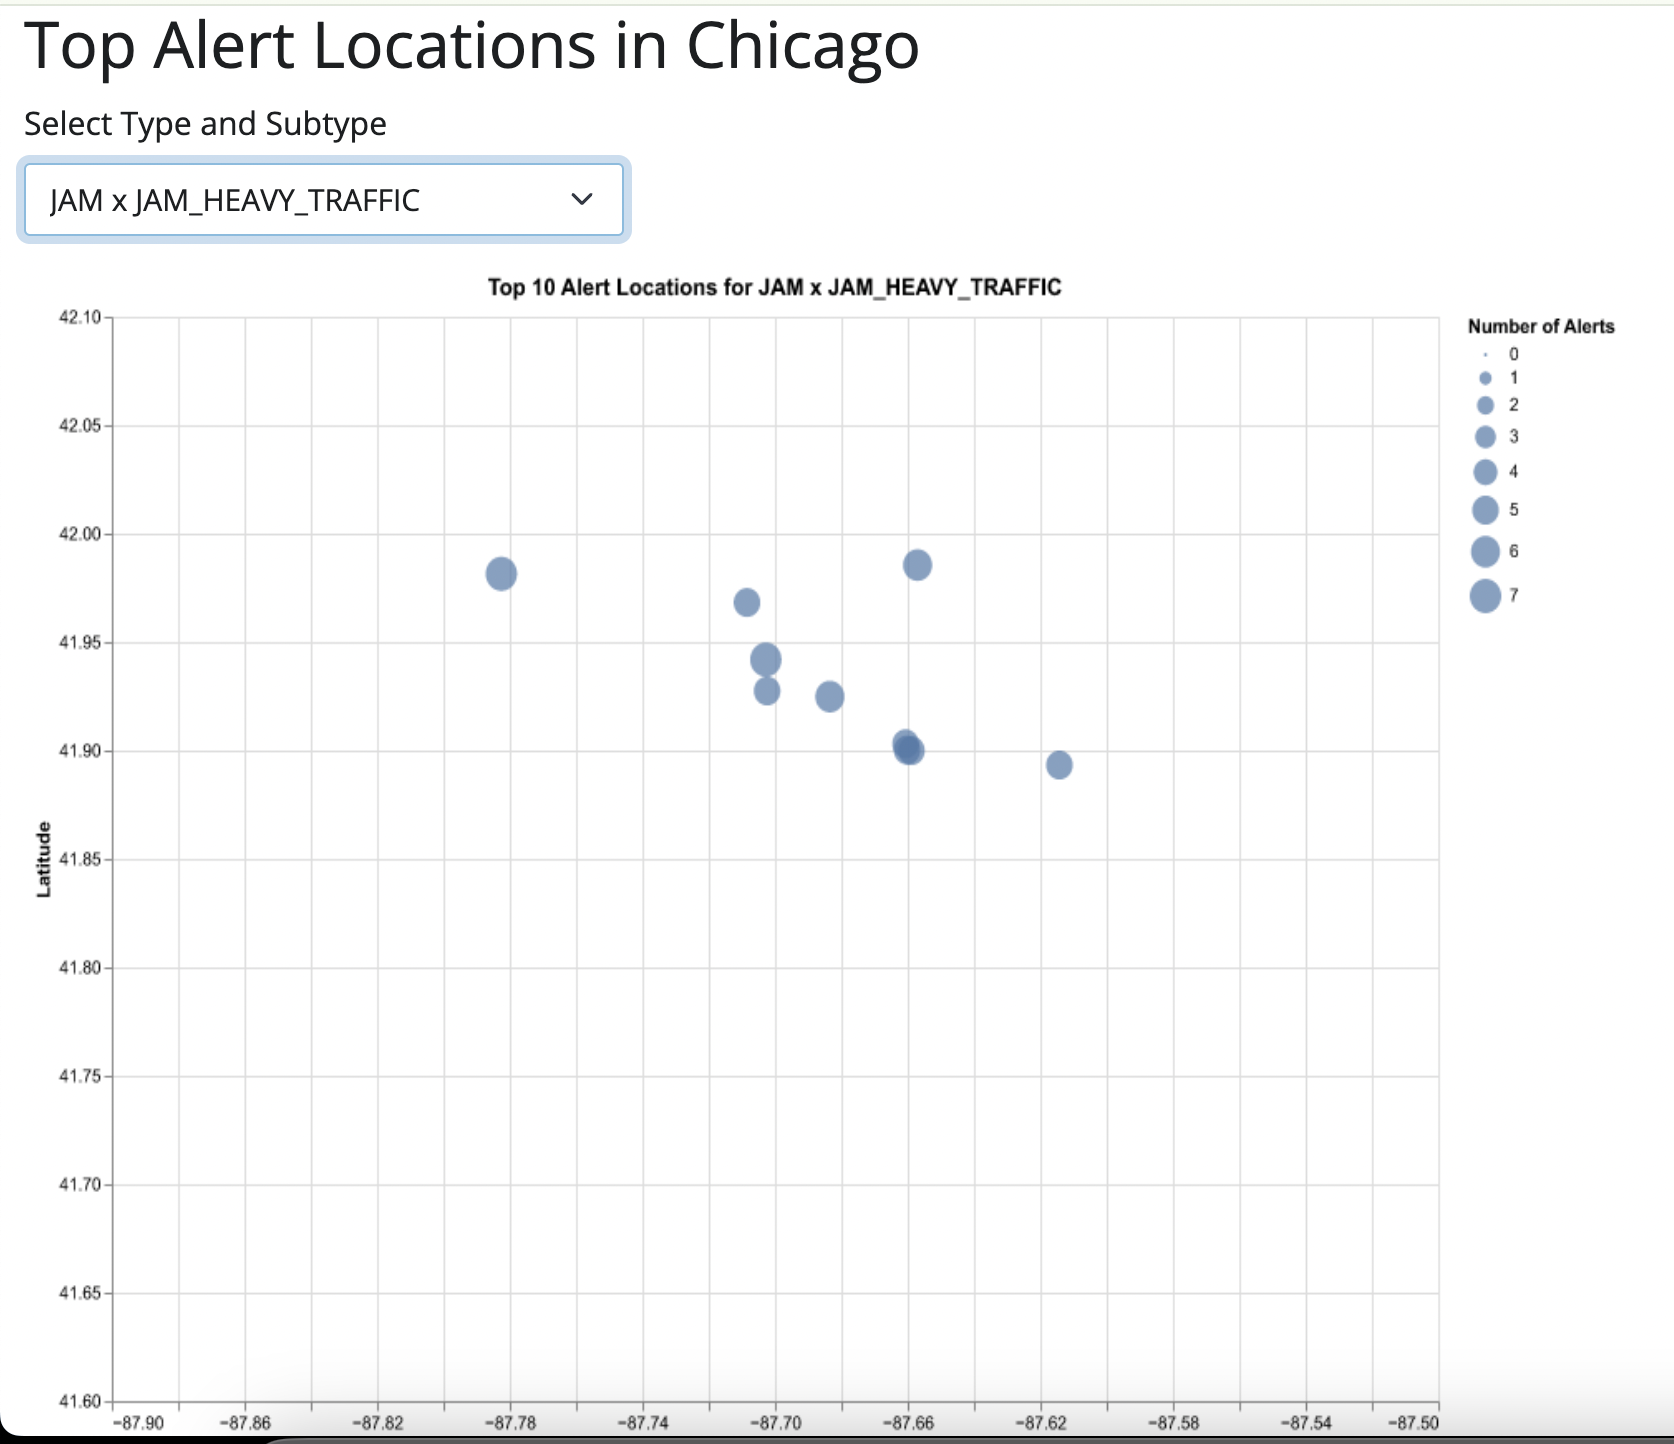 Top Alert Locations in Chicago
Select Type and Subtype
JAM x JAM_HEAVY_TRAFFIC
Top 10 Alert Locations for JAM x JAM_HEAVY_TRAFFIC
42.10
42.05
42.00
41.95
41.90
41.85
41.80
41.75
41.70
41.65
41.60
Latitude
−87.90 −87.86 −87.82 −87.78 −87.74 −87.70 −87.66 −87.62 −87.58 −87.54 −87.50
Number of Alerts
0
1
2
3
4
5
6
7